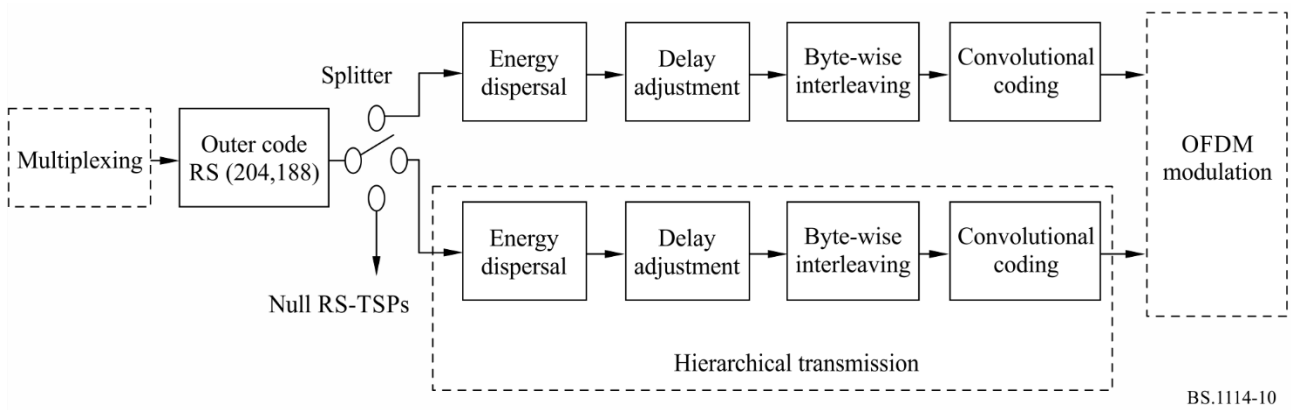 Splitter
Energy
dispersal
Delay
adjustment
Byte-wise
interleaving
Convolutional
coding
Multiplexing
Outer code
RS (204,188)
OFDM
modulation
Energy
dispersal
Delay
adjustment
Byte-wise
interleaving
Convolutional
coding
Null RS-TSPs
Hierarchical transmission
BS.1114-10